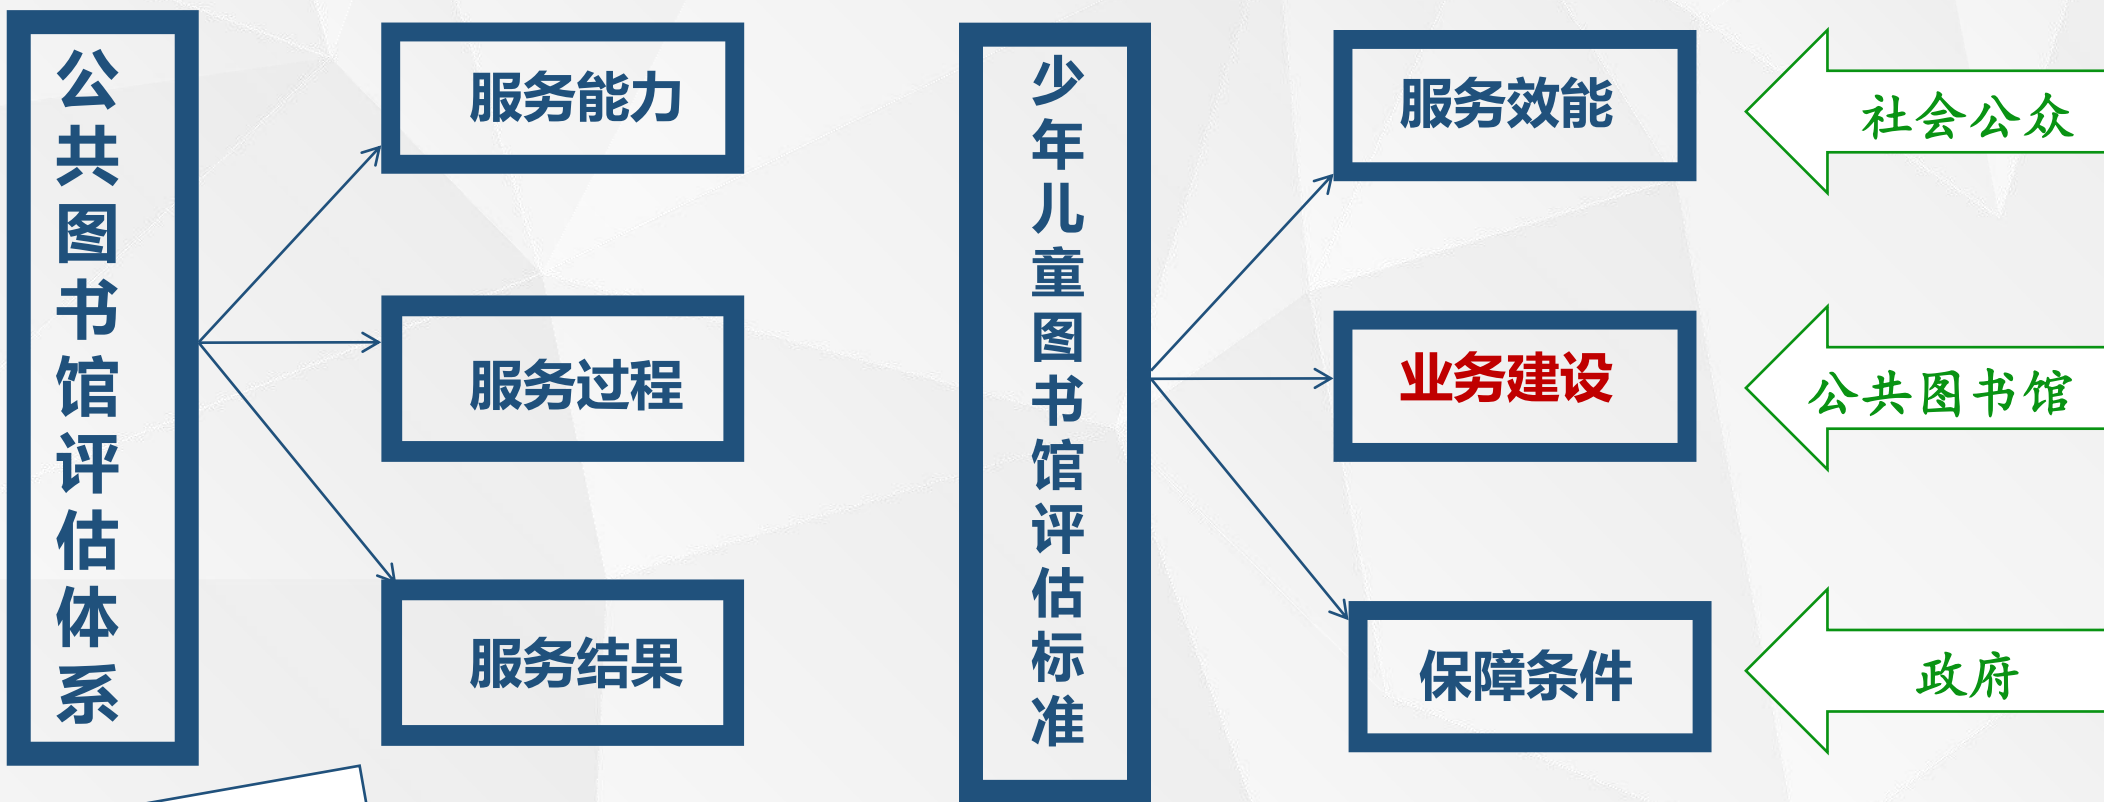 公共图书馆评估体系
服务能力
服务过程
服务结果
少年儿童图书馆评估标准
服务效能
业务建设
保障条件
社会公众
公共图书馆
政府